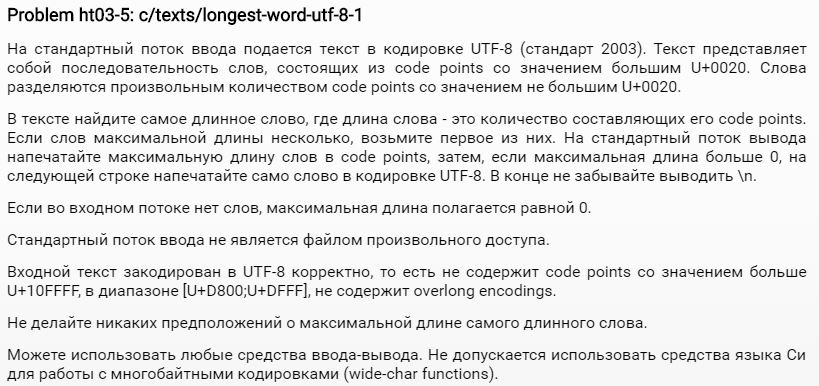 Problem ht03-5: c/texts/longest-word-utf-8-1
На стандартный поток ввода подается текст в кодировке UTF-8 (стандарт 2003). Текст представляет
собой последовательность слов, состоящих из code points со значением большим U+0020. Слова
разделяются произвольным количеством code points со значением не большим U+0020.
В тексте найдите самое длинное слово, где длина слова - это количество составляющих его code points.
Если слов максимальной длины несколько, возьмите первое из них. На стандартный поток вывода
напечатайте максимальную длину слов в code points, затем, если максимальная длина больше 0, на
следующей строке напечатайте само слово в кодировке UTF-8. В конце не забывайте выводить \n.
Если во входном потоке нет слов, максимальная длина полагается равной 0.
Стандартный поток ввода не является файлом произвольного доступа.
Входной текст закодирован в UTF-8 корректно, то есть не содержит code points со значением больше
U+10FFFF, в диапазоне [U+D800;U+DFFF], не содержит overlong encodings.
Не делайте никаких предположений о максимальной длине самого длинного слова.
Можете использовать любые средства ввода-вывода. Не допускается использовать средства языка Си
для работы с многобайтными кодировками (wide-char functions).